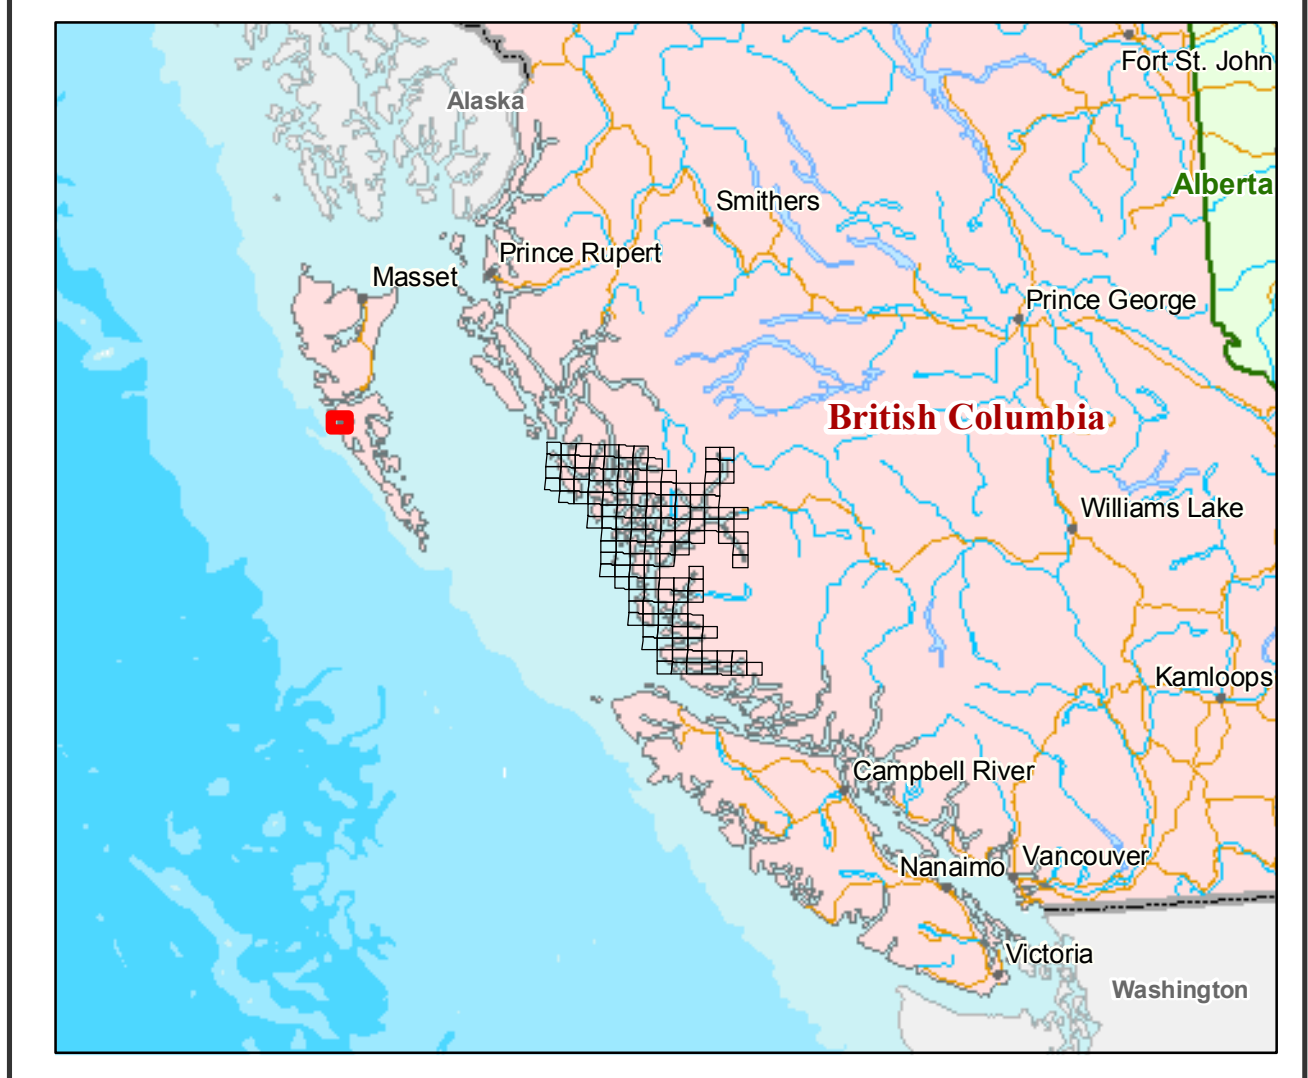 Fort St. John
Alaska
Alberta
Smithers
Prince Rupert
Masset
Prince George
British Columbia
Williams Lake
Kamloops
Campbell River
Vancouver
Nanaimo
Victoria
Washington